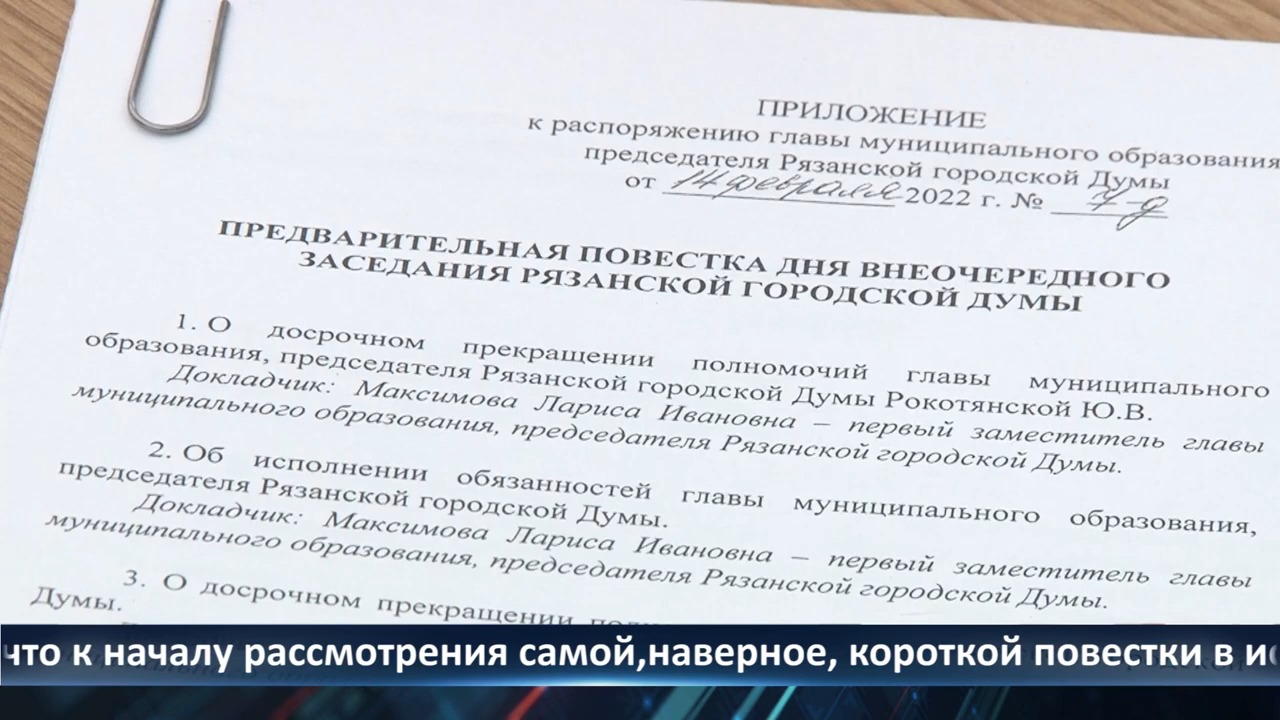 ПРИЛОЖЕНИЕ
к распоряжению главы муниципального образования
председателя Рязанской городской Думы
от 14 февраля 2022 г. № 7-д
ПРЕДВАРИТЕЛЬНАЯ ПОВЕСТКА ДНЯ ВНЕОЧЕРЕДНОГО
ЗАСЕДАНИЯ РЯЗАНСКОЙ ГОРОДСКОЙ ДУМЫ
1. О досрочном прекращении полномочий главы муниципального
образования, председателя Рязанской городской Думы Рокотянской Ю.В.
Докладчик: Максимова Лариса Ивановна – первый заместитель главы
муниципального образования, председателя Рязанской городской Думы.
2. Об исполнении обязанностей главы муниципального образования,
председателя Рязанской городской Думы.
Докладчик: Максимова Лариса Ивановна – первый заместитель главы
муниципального образования, председателя Рязанской городской Думы.
3. О досрочном прекращении
Думы.
что к началу рассмотрения самой,наверное, короткой повестки в